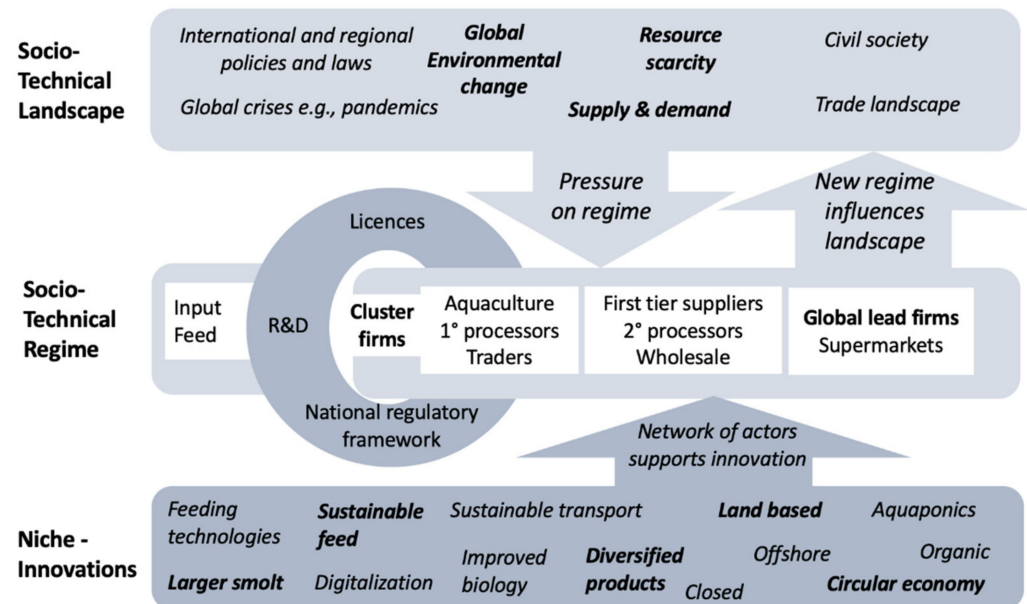 Socio-
Technical
Landscape
International and regional
policies and laws
Global
Environmental
change
Resource
scarcity
Civil society
Global crises e.g., pandemics
Supply & demand
Trade landscape
Pressure
on regime
New regime
influences
landscape
Socio-
Technical
Regime
Input
Feed
Licences
R&D
National regulatory
framework
Cluster
firms
Aquaculture
1° processors
Traders
First tier suppliers
2° processors
Wholesale
Global lead firms
Supermarkets
Network of actors
supports innovation
Niche -
Innovations
Feeding
technologies
Sustainable
feed
Sustainable transport
Land based
Aquaponics
Larger smolt
Digitalization
Improved
biology
Diversified
products
Offshore
Organic
Closed
Circular economy